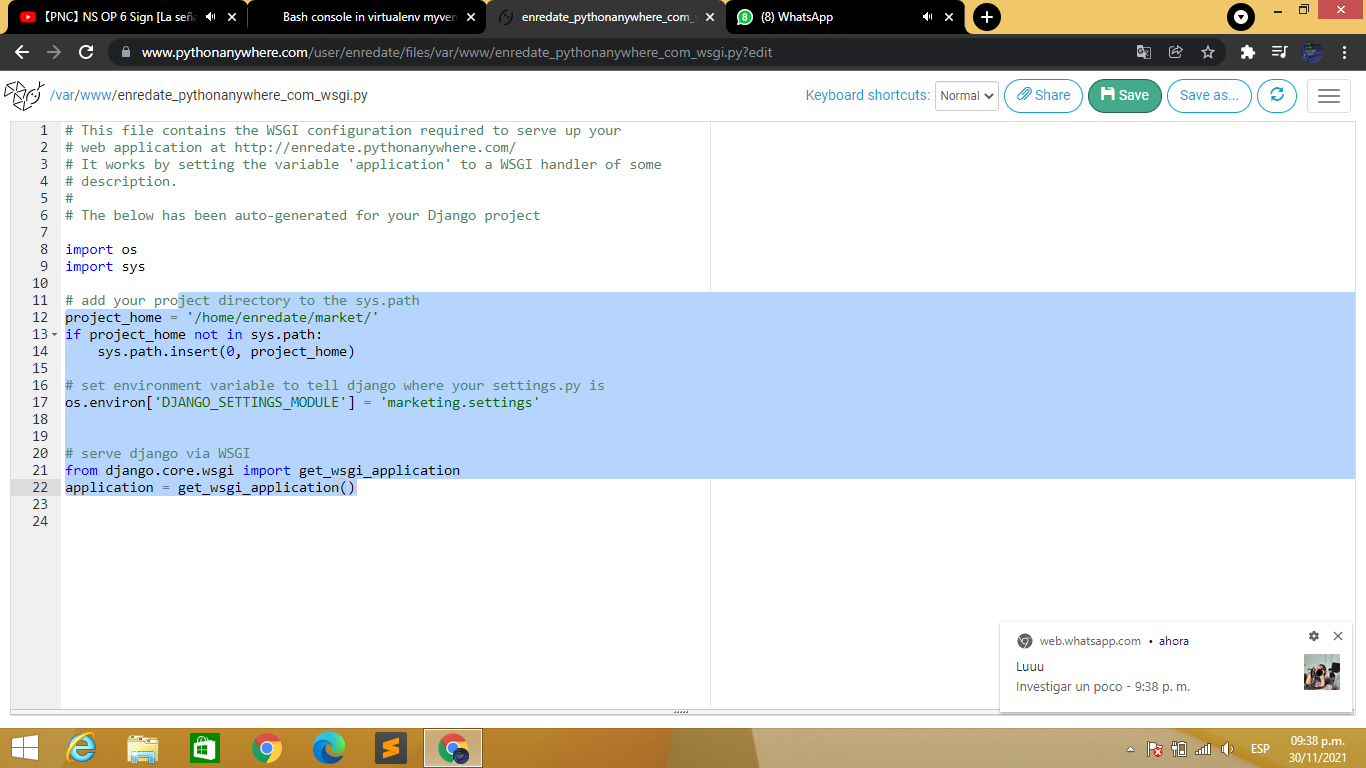 【PNC】NS OP 6 Sign [La seña
Bash console in virtualenv myven
enredate_pythonanywhere_com_
(8) WhatsApp
www.pythonanywhere.com/user/enredate/files/var/www/enredate_pythonanywhere_com_wsgi.py?edit
/var/www/enredate_pythonanywhere_com_wsgi.py
Keyboard shortcuts: Normal Share Save Save as...
1 # This file contains the WSGI configuration required to serve up your
2 # web application at http://enredate.pythonanywhere.com/
3 # It works by setting the variable 'application' to a WSGI handler of some
4 # description.
5 #
6 # The below has been auto-generated for your Django project
7
8 import os
9 import sys
10
11 # add your project directory to the sys.path
12 project_home = '/home/enredate/market/'
13 if project_home not in sys.path:
14     sys.path.insert(0, project_home)
15
16 # set environment variable to tell django where your settings.py is
17 os.environ['DJANGO_SETTINGS_MODULE'] = 'marketing.settings'
18
19
20 # serve django via WSGI
21 from django.core.wsgi import get_wsgi_application
22 application = get_wsgi_application()
23
24
web.whatsapp.com • ahora
Luuu
Investigar un poco - 9:38 p. m.
ESP
09:38 p.m.
30/11/2021